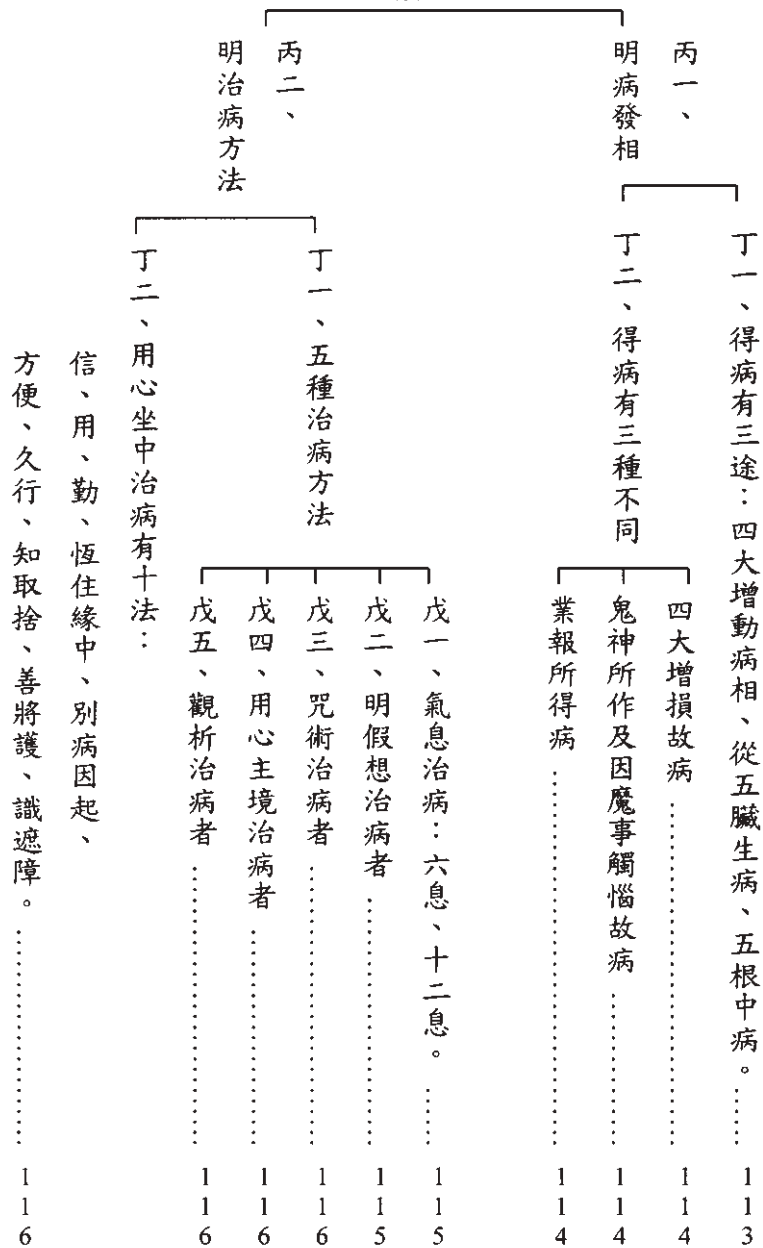 丙一、
明病發相
丁一、得病有三途：四大增動病相、從五臟生病、五根中病。……113
丁二、得病有三種不同
四大增損故病……………………114
鬼神所作及因魔事觸惱故病…………114
業報所得病………………………114
丙二、
明治病方法
丁一、五種治病方法
戊一、氣息治病：六息、十二息。……115
戊二、明假想治病者…………………115
戊三、咒術治病者……………………116
戊四、用心主境治病者………………116
戊五、觀析治病者……………………116
丁二、用心坐中治病有十法：
信、用、勤、恆住緣中、別病因起、
方便、久行、知取捨、善將護、識遮障。…………116